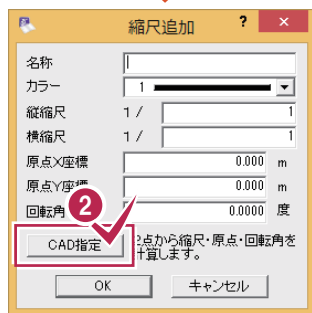 縮尺追加 ? ×
名称
カラー 1
縦縮尺 1 / 1
横縮尺 1 / 1
原点X座標 0.000 m
原点Y座標 0.000 m
回転角 0.0000 度
2
CAD指定 点から縮尺・原点・回転角を
計算します。
OK キャンセル